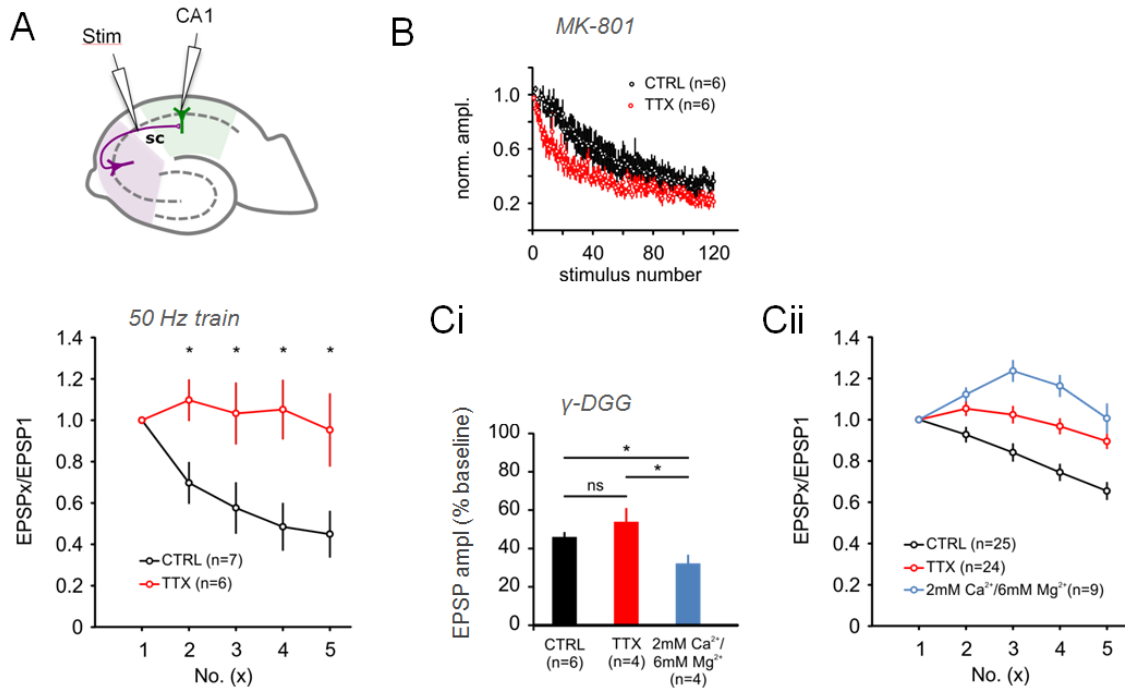 A
Stim
CA1
sc
B
MK-801
CTRL (n=6)
TTX (n=6)
norm. ampl.
1.0
0.6
0.2
0
40
80
120
stimulus number
50 Hz train
EPSPx/EPSP1
1.4
1.2
1.0
0.8
0.6
0.4
0.2
0
* * * *
CTRL (n=7)
TTX (n=6)
1 2 3 4 5
No. (x)
Ci
γ-DGG
EPSP ampl (% baseline)
100
80
60
40
20
0
*
*
ns
CTRL
(n=6)
TTX
(n=4)
2mM Ca²⁺/
6mM Mg²⁺
(n=4)
Cii
EPSPx/EPSP1
1.4
1.2
1.0
0.8
0.6
0.4
0.2
0
CTRL (n=25)
TTX (n=24)
2mM Ca²⁺/6mM Mg²⁺(n=9)
1 2 3 4 5
No. (x)